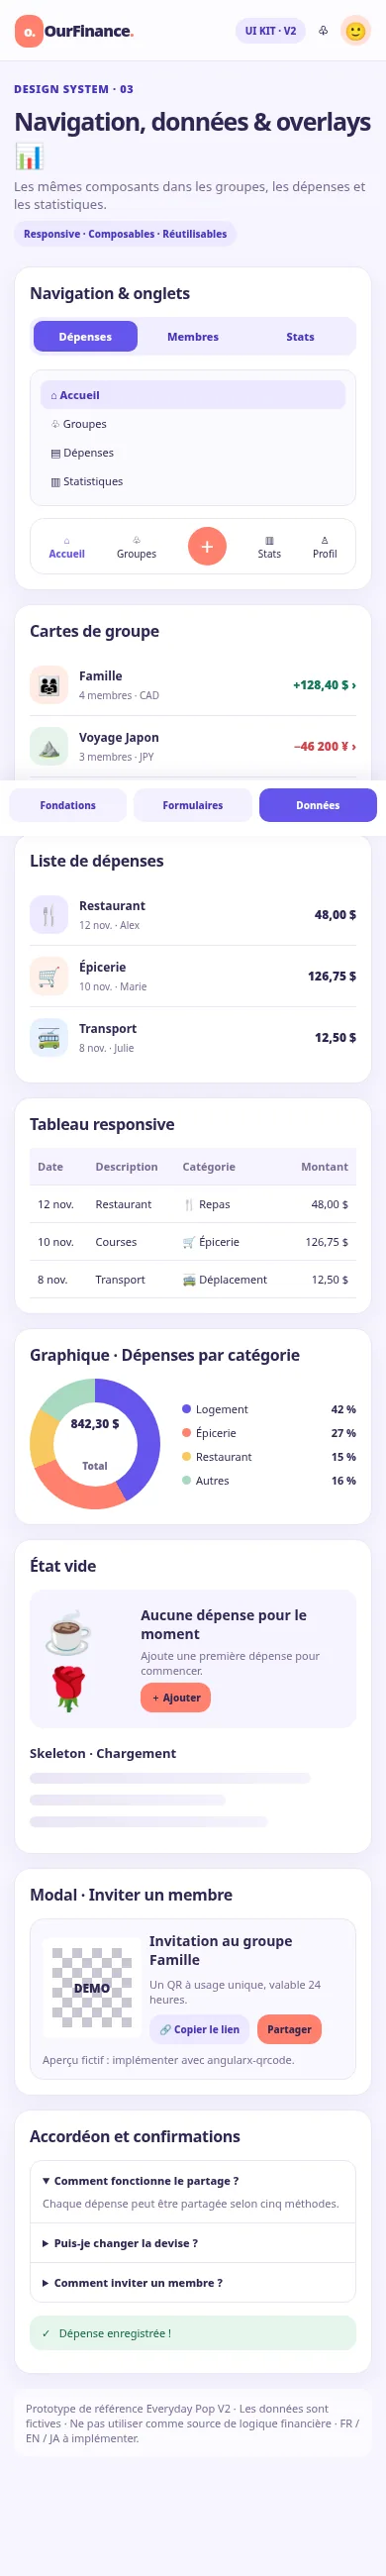 o. OurFinance.
UI KIT · V2
DESIGN SYSTEM · 03
Navigation, données & overlays
Les mêmes composants dans les groupes, les dépenses et
les statistiques.
Responsive · Composables · Réutilisables
Navigation & onglets
Dépenses Membres Stats
Accueil
Groupes
Dépenses
Statistiques
Accueil Groupes + Stats Profil
Cartes de groupe
Famille
4 membres · CAD
+128,40 $ ›
Voyage Japon
3 membres · JPY
−46 200 ¥ ›
Fondations Formulaires Données
Liste de dépenses
Restaurant
12 nov. · Alex
48,00 $
Épicerie
10 nov. · Marie
126,75 $
Transport
8 nov. · Julie
12,50 $
Tableau responsive
Date Description Catégorie Montant
12 nov. Restaurant 🍴 Repas 48,00 $
10 nov. Courses 🛒 Épicerie 126,75 $
8 nov. Transport 🚎 Déplacement 12,50 $
Graphique · Dépenses par catégorie
842,30 $
Total
Logement 42 %
Épicerie 27 %
Restaurant 15 %
Autres 16 %
État vide
Aucune dépense pour le
moment
Ajoute une première dépense pour
commencer.
+ Ajouter
Skeleton · Chargement
Modal · Inviter un membre
DEMO
Invitation au groupe
Famille
Un QR à usage unique, valable 24
heures.
🔗 Copier le lien Partager
Aperçu fictif : implémenter avec angularx-qrcode.
Accordéon et confirmations
▼ Comment fonctionne le partage ?
Chaque dépense peut être partagée selon cinq méthodes.
▶ Puis-je changer la devise ?
▶ Comment inviter un membre ?
✓ Dépense enregistrée !
Prototype de référence Everyday Pop V2 · Les données sont
fictives · Ne pas utiliser comme source de logique financière · FR /
EN / JA à implémenter.